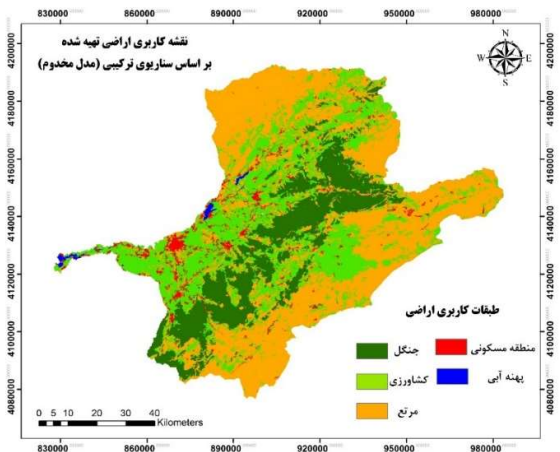 830000 860000 890000 920000 950000 980000
نقشه کاربری اراضی تهیه شده
بر اساس سناریوی ترکیبی (مدل مخدوم)
N
W E
S
4200000
4180000
4160000
4140000
4120000
4100000
4080000
4200000
4180000
4160000
4140000
4120000
4100000
4080000
طبقات کاربری اراضی
منطقه مسکونی
جنگل
پهنه آبی
کشاورزی
مرتع
0 5 10 20 30 40
Kilometers
830000 860000 890000 920000 950000 980000